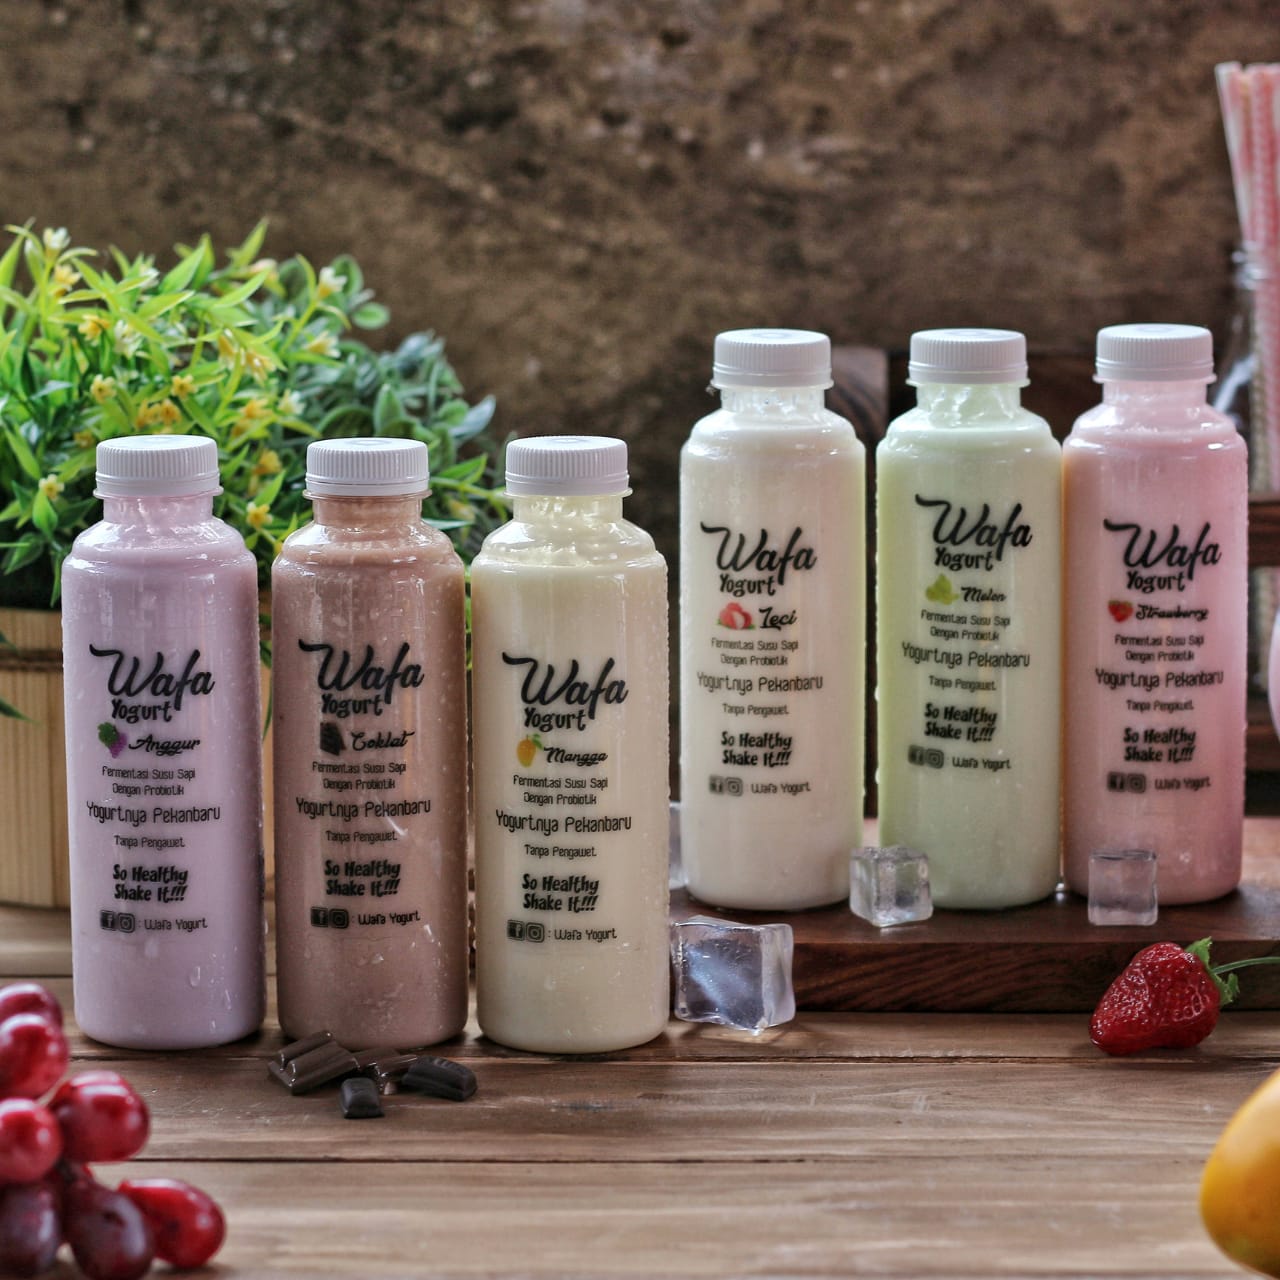 Wafa
Yogurt
Anggur
Fermentasi Susu Sapi
Dengan Probiotik
Yogurtnya Pekanbaru
Tanpa Pengawet
So Healthy
Shake It!!!
: Wafa Yogurt
Wafa
Yogurt
Coklat
Fermentasi Susu Sapi
Dengan Probiotik
Yogurtnya Pekanbaru
Tanpa Pengawet
So Healthy
Shake It!!!
: Wafa Yogurt
Wafa
Yogurt
Mangga
Fermentasi Susu Sapi
Dengan Probiotik
Yogurtnya Pekanbaru
Tanpa Pengawet
So Healthy
Shake It!!!
: Wafa Yogurt
Wafa
Yogurt
Leci
Fermentasi Susu Sapi
Dengan Probiotik
Yogurtnya Pekanbaru
Tanpa Pengawet
So Healthy
Shake It!!!
: Wafa Yogurt
Wafa
Yogurt
Melon
Fermentasi Susu Sapi
Dengan Probiotik
Yogurtnya Pekanbaru
Tanpa Pengawet
So Healthy
Shake It!!!
: Wafa Yogurt
Wafa
Yogurt
Strawberry
Fermentasi Susu Sapi
Dengan Probiotik
Yogurtnya Pekanbaru
Tanpa Pengawet
So Healthy
Shake It!!!
: Wafa Yogurt